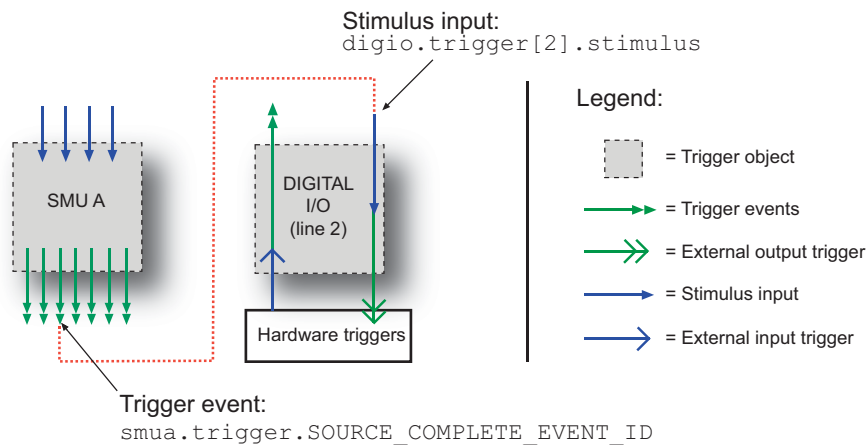 Stimulus input:
digio.trigger[2].stimulus
Legend:
SMU A
DIGITAL
I/O
(line 2)
= Trigger object
= Trigger events
= External output trigger
= Stimulus input
= External input trigger
Hardware triggers
Trigger event:
smua.trigger.SOURCE_COMPLETE_EVENT_ID